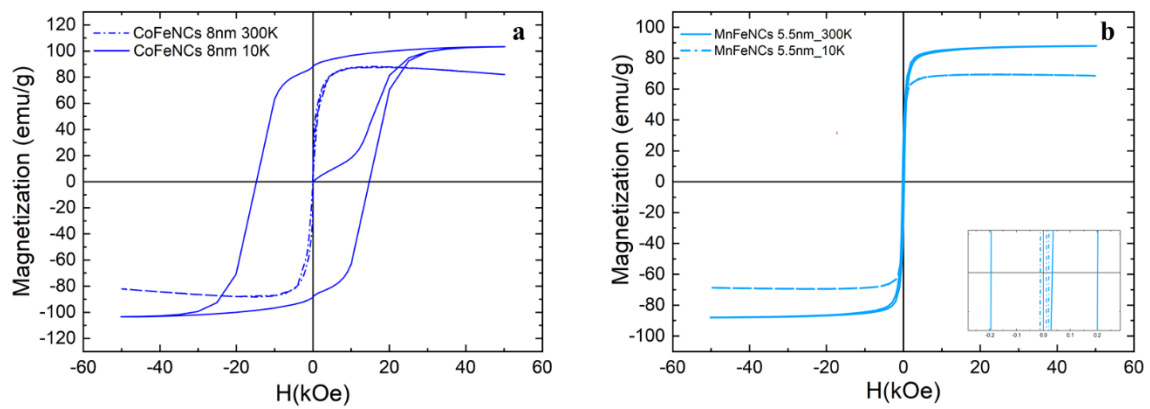 a
CoFeNCs 8nm 300K
CoFeNCs 8nm 10K
Magnetization (emu/g)
120
100
80
60
40
20
0
-20
-40
-60
-80
-100
-120
-60 -40 -20 0 20 40 60
H(kOe)
b
MnFeNCs 5.5nm_300K
MnFeNCs 5.5nm_10K
Magnetization (emu/g)
100
80
60
40
20
0
-20
-40
-60
-80
-100
-0.2 -0.1 0.0 0.1 0.2
-60 -40 -20 0 20 40 60
H(kOe)